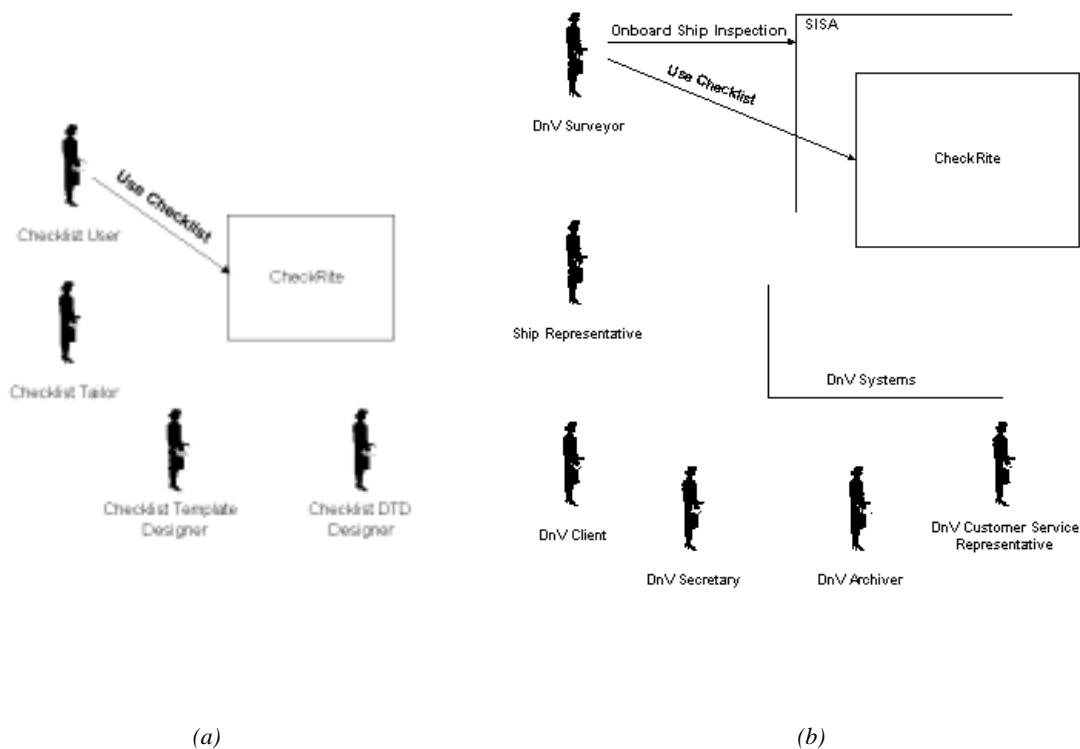 Use Checklist
Checklist User
CheckRite
Checklist Tailor
Checklist Template
Designer
Checklist DTD
Designer
(a)
SISA
Onboard Ship Inspection
Use Checklist
DnV Surveyor
CheckRite
Ship Representative
DnV Systems
DnV Client
DnV Secretary
DnV Archiver
DnV Customer Service
Representative
(b)